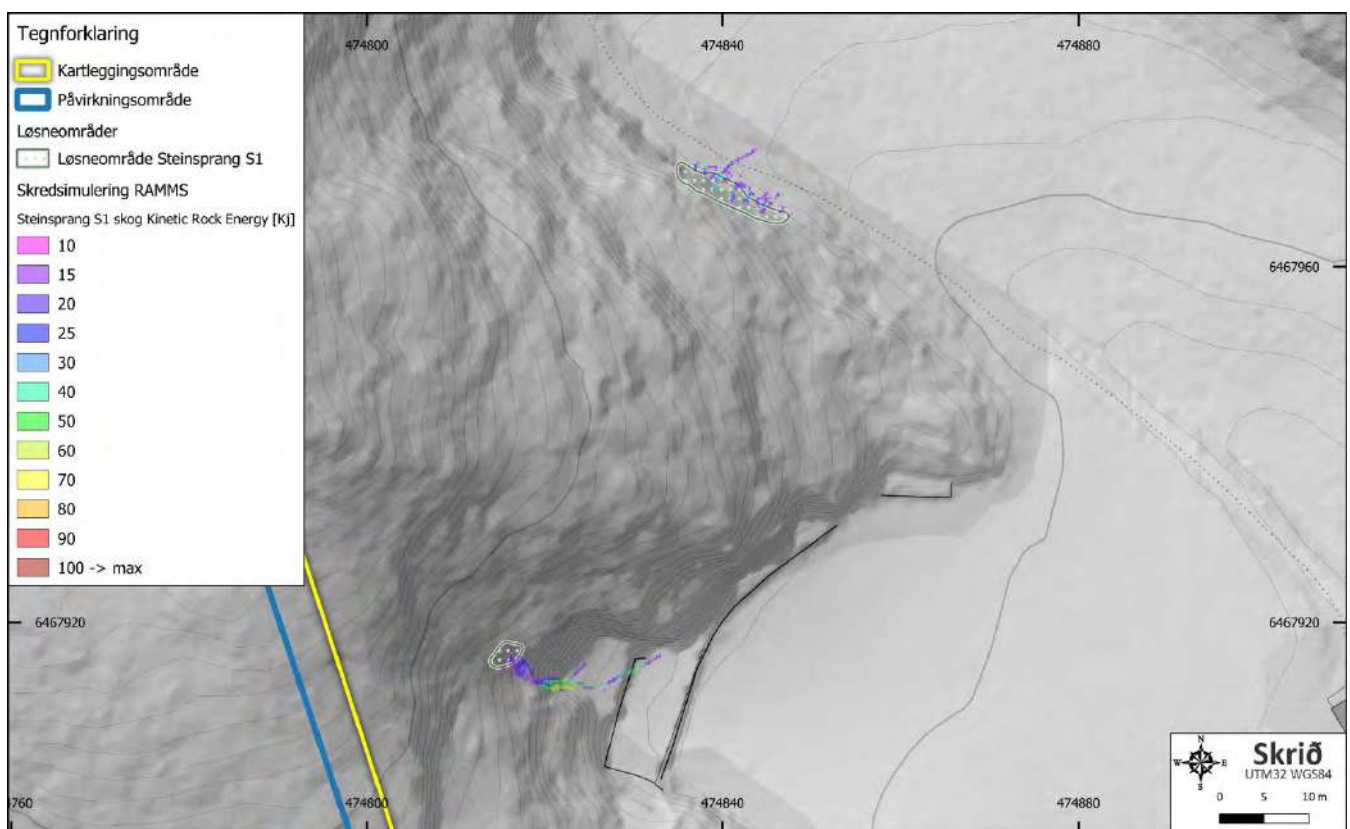 Tegnforklaring
Kartleggingsområde
Påvirkningsområde
Løsneområder
Løsneområde Steinsprang S1
Skredsimulering RAMMS
Steinsprang S1 skog Kinetic Rock Energy [Kj]
10
15
20
25
30
40
50
60
70
80
90
100 -> max
474800
474840
474880
6467960
6467960
6467920
6467920
760
474800
474840
474880
N
W E
S
Skrið
UTM32 WGS84
0 5 10 m